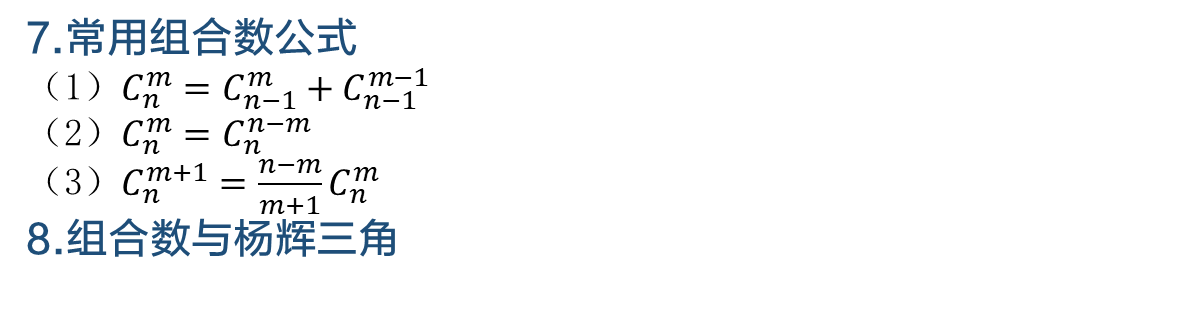 7.常用组合数公式
（1）$C_n^m = C_{n-1}^m + C_{n-1}^{m-1}$
（2）$C_n^m = C_n^{n-m}$
（3）$C_n^{m+1} = \frac{n-m}{m+1} C_n^m$
8.组合数与杨辉三角